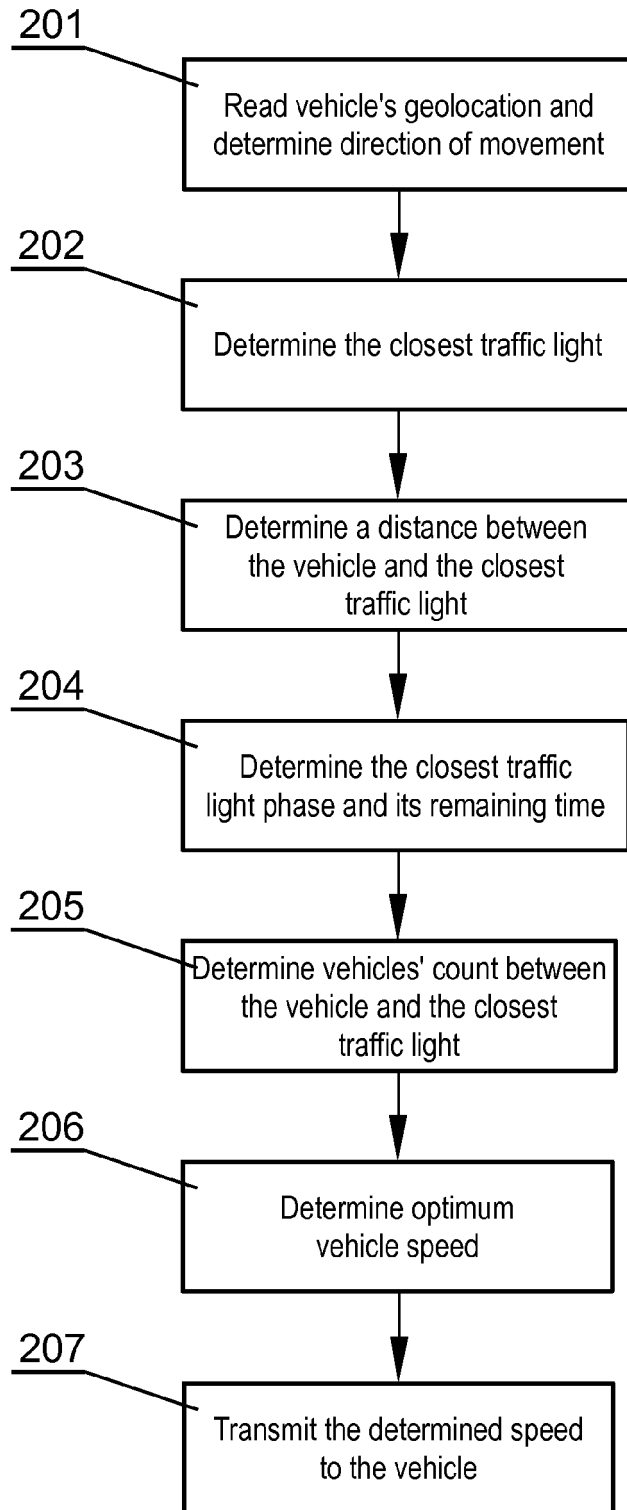 201
Read vehicle's geolocation and
determine direction of movement
202
Determine the closest traffic light
203
Determine a distance between
the vehicle and the closest
traffic light
204
Determine the closest traffic
light phase and its remaining time
205
Determine vehicles' count between
the vehicle and the closest
traffic light
206
Determine optimum
vehicle speed
207
Transmit the determined speed
to the vehicle